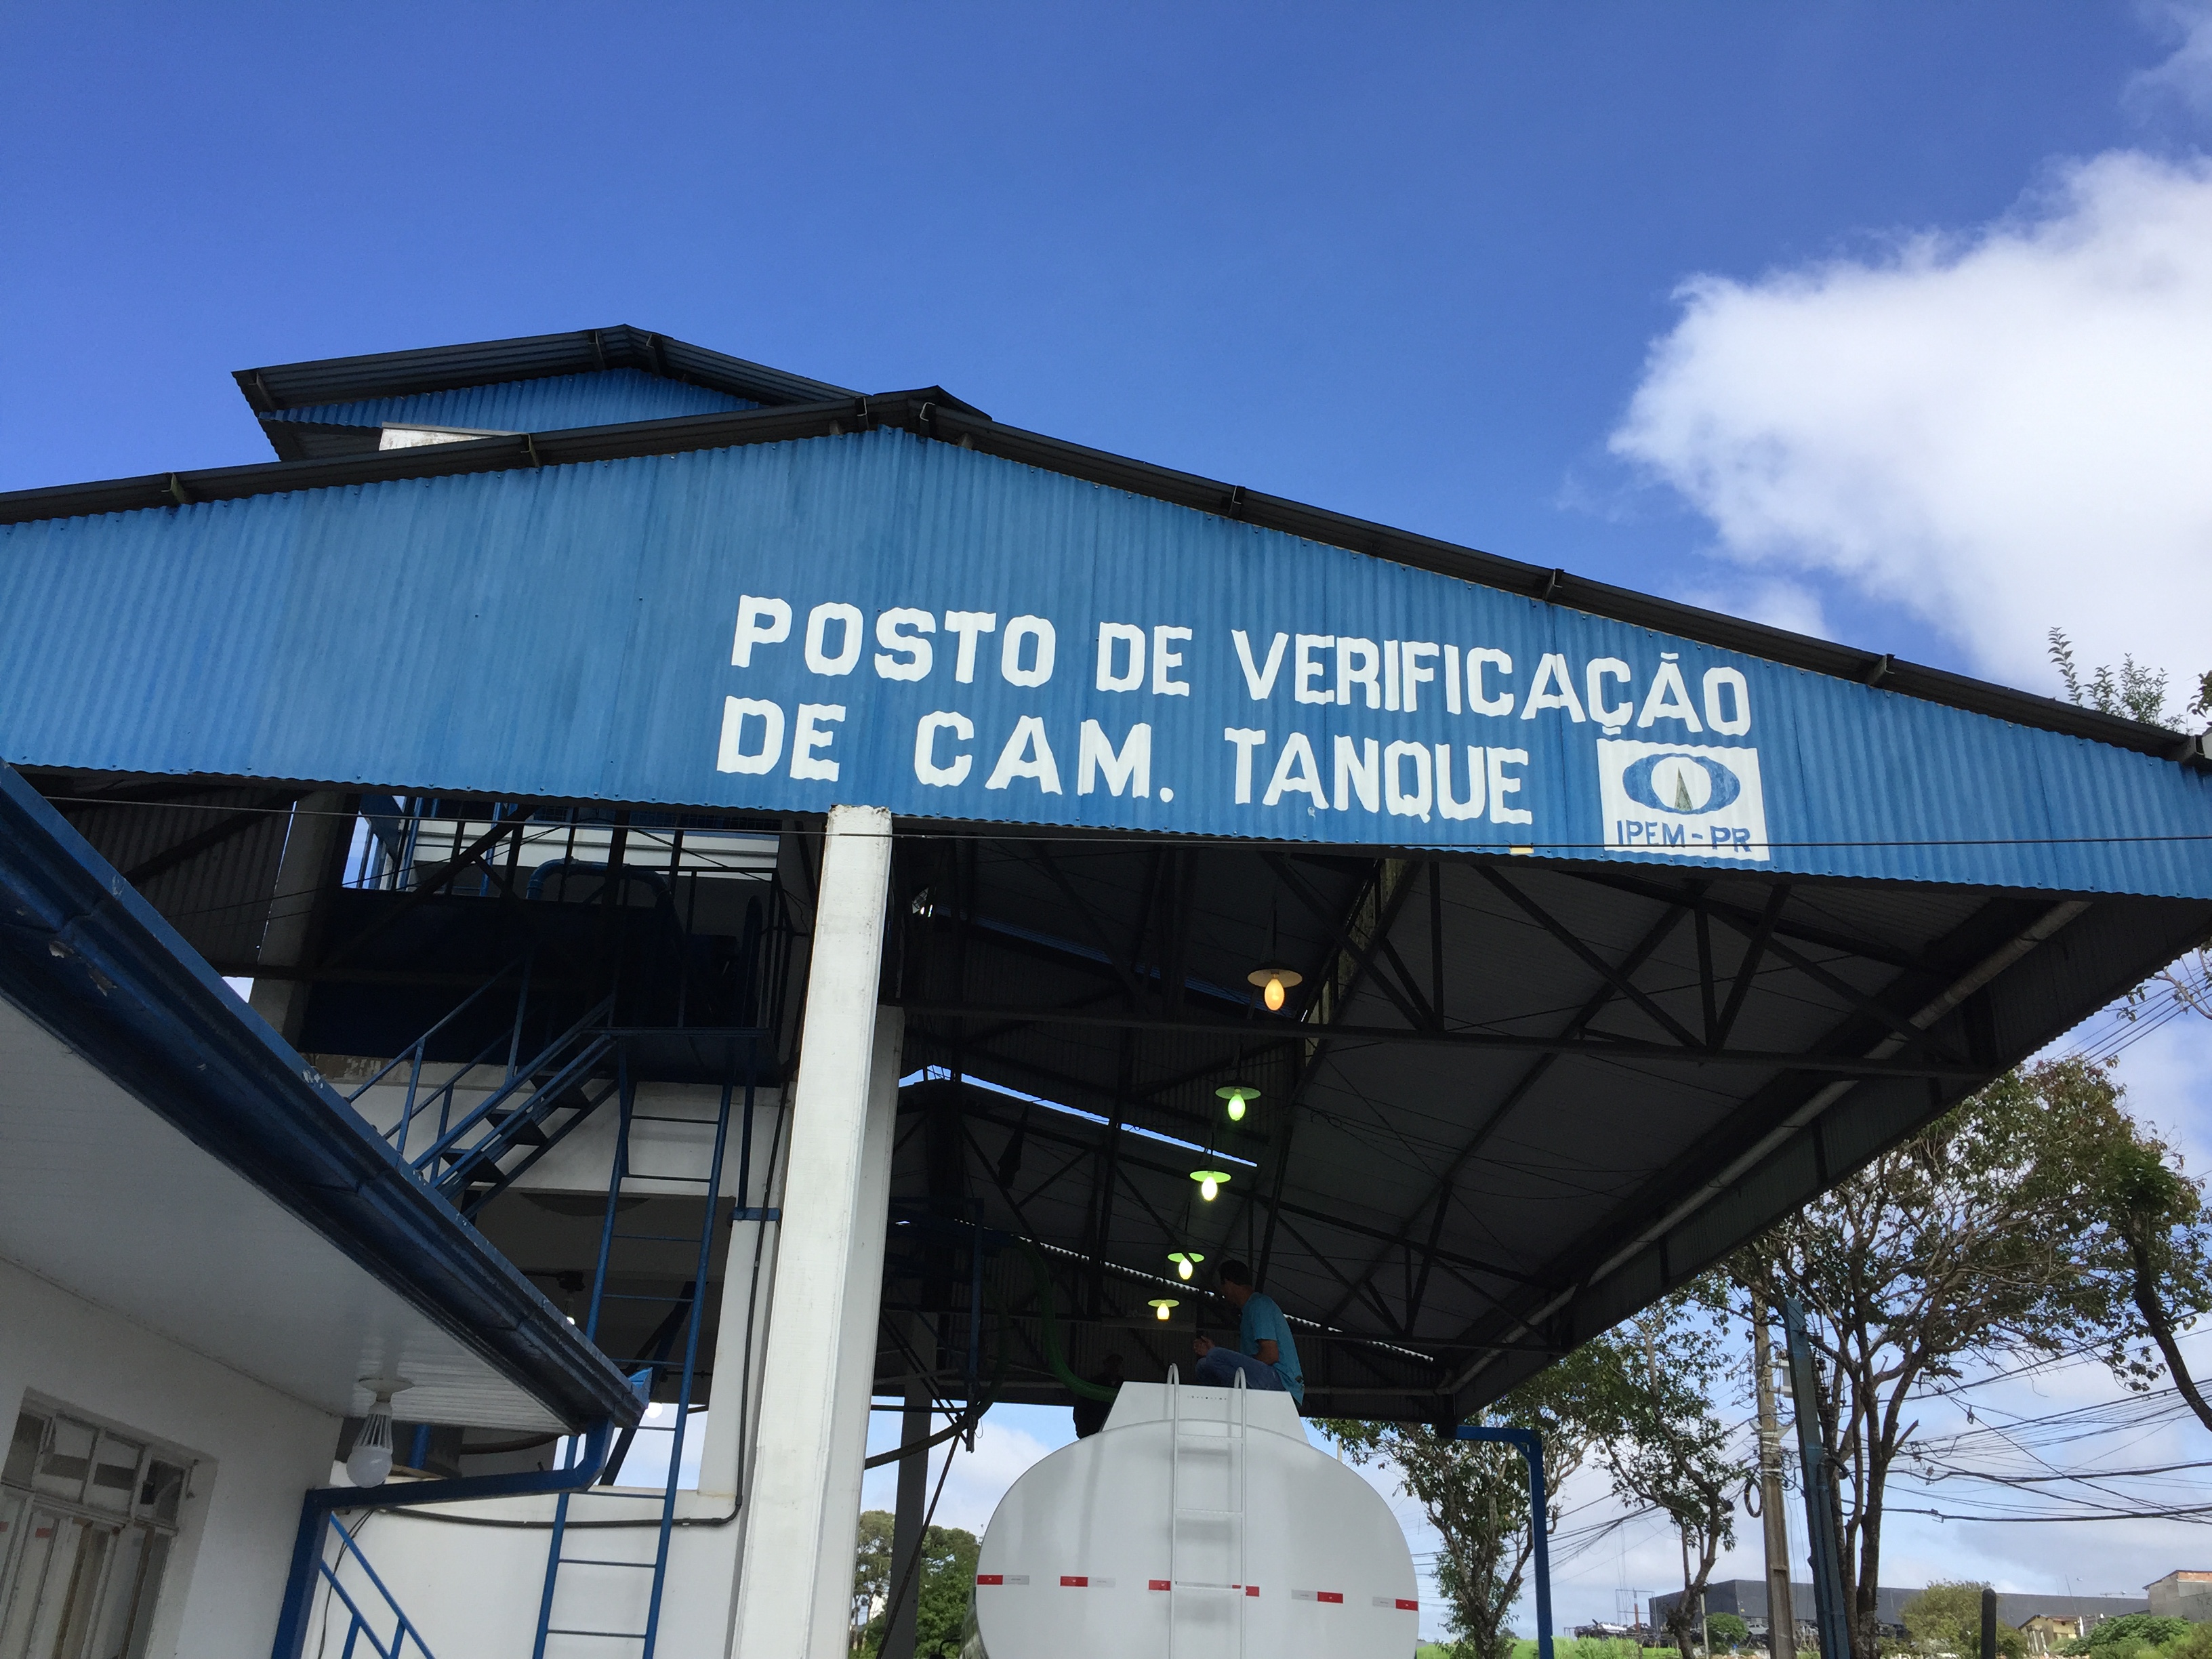 POSTO DE VERIFICAÇÃO
DE CAM. TANQUE
IPEM-PR